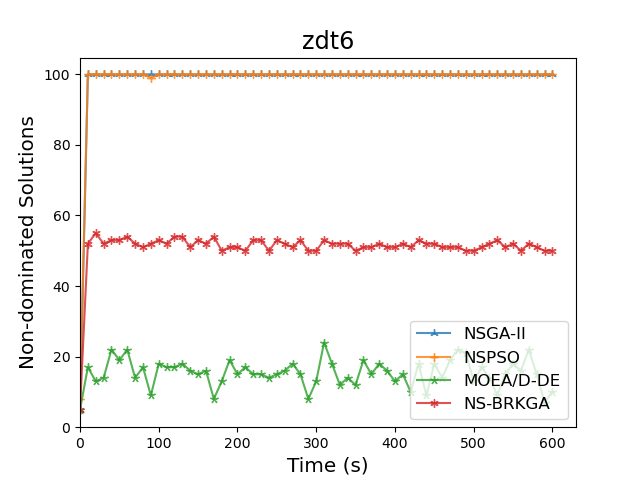 zdt6
Non-dominated Solutions
100
80
60
40
20
0
0 100 200 300 400 500 600
Time (s)
NSGA-II
NSPSO
MOEA/D-DE
NS-BRKGA